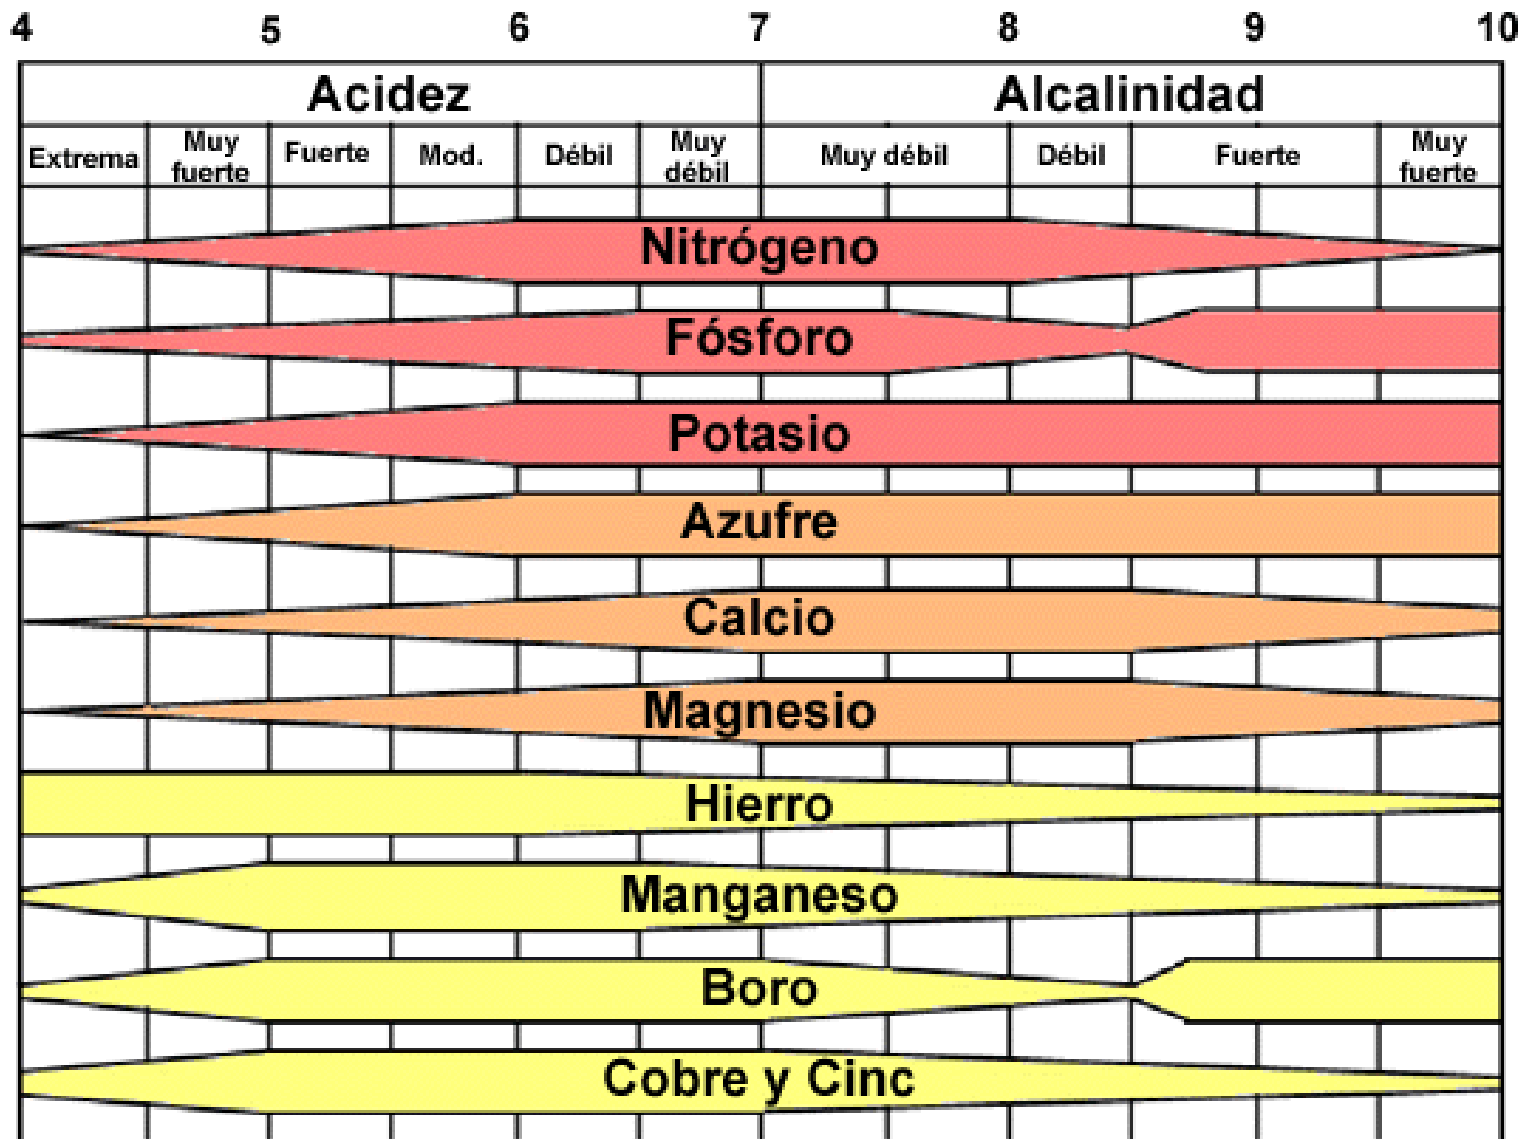 4 5 6 7 8 9 10
Acidez Alcalinidad
Extrema Muy fuerte Fuerte Mod. Débil Muy débil Muy débil Débil Fuerte Muy fuerte
Nitrógeno
Fósforo
Potasio
Azufre
Calcio
Magnesio
Hierro
Manganeso
Boro
Cobre y Cinc